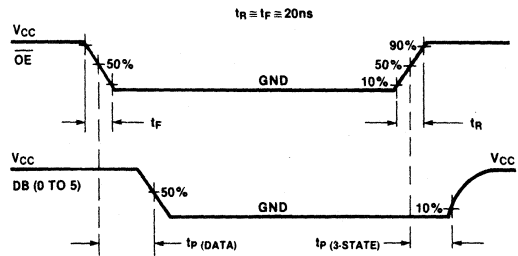 tR ≅ tF ≅ 20ns
VCC
OE
50%
GND
90%
50%
10%
tF
tR
VCC
DB (0 TO 5)
50%
GND
10%
VCC
tP (DATA)
tP (3-STATE)